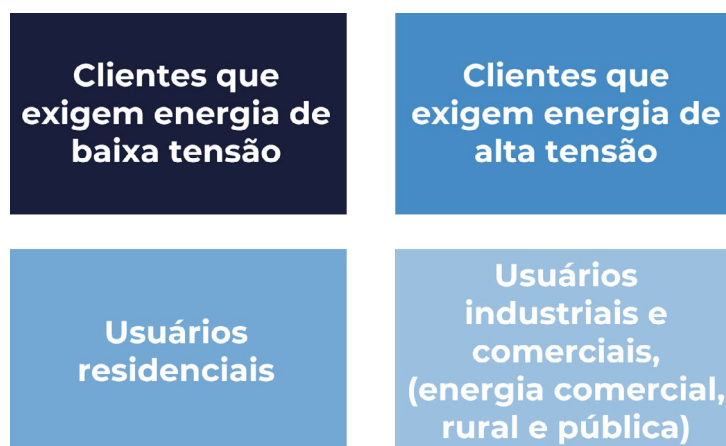 Clientes que
exigem energia de
baixa tensão
Clientes que
exigem energia de
alta tensão
Usuários
residenciais
Usuários
industriais e
comerciais,
(energia comercial,
rural e pública)